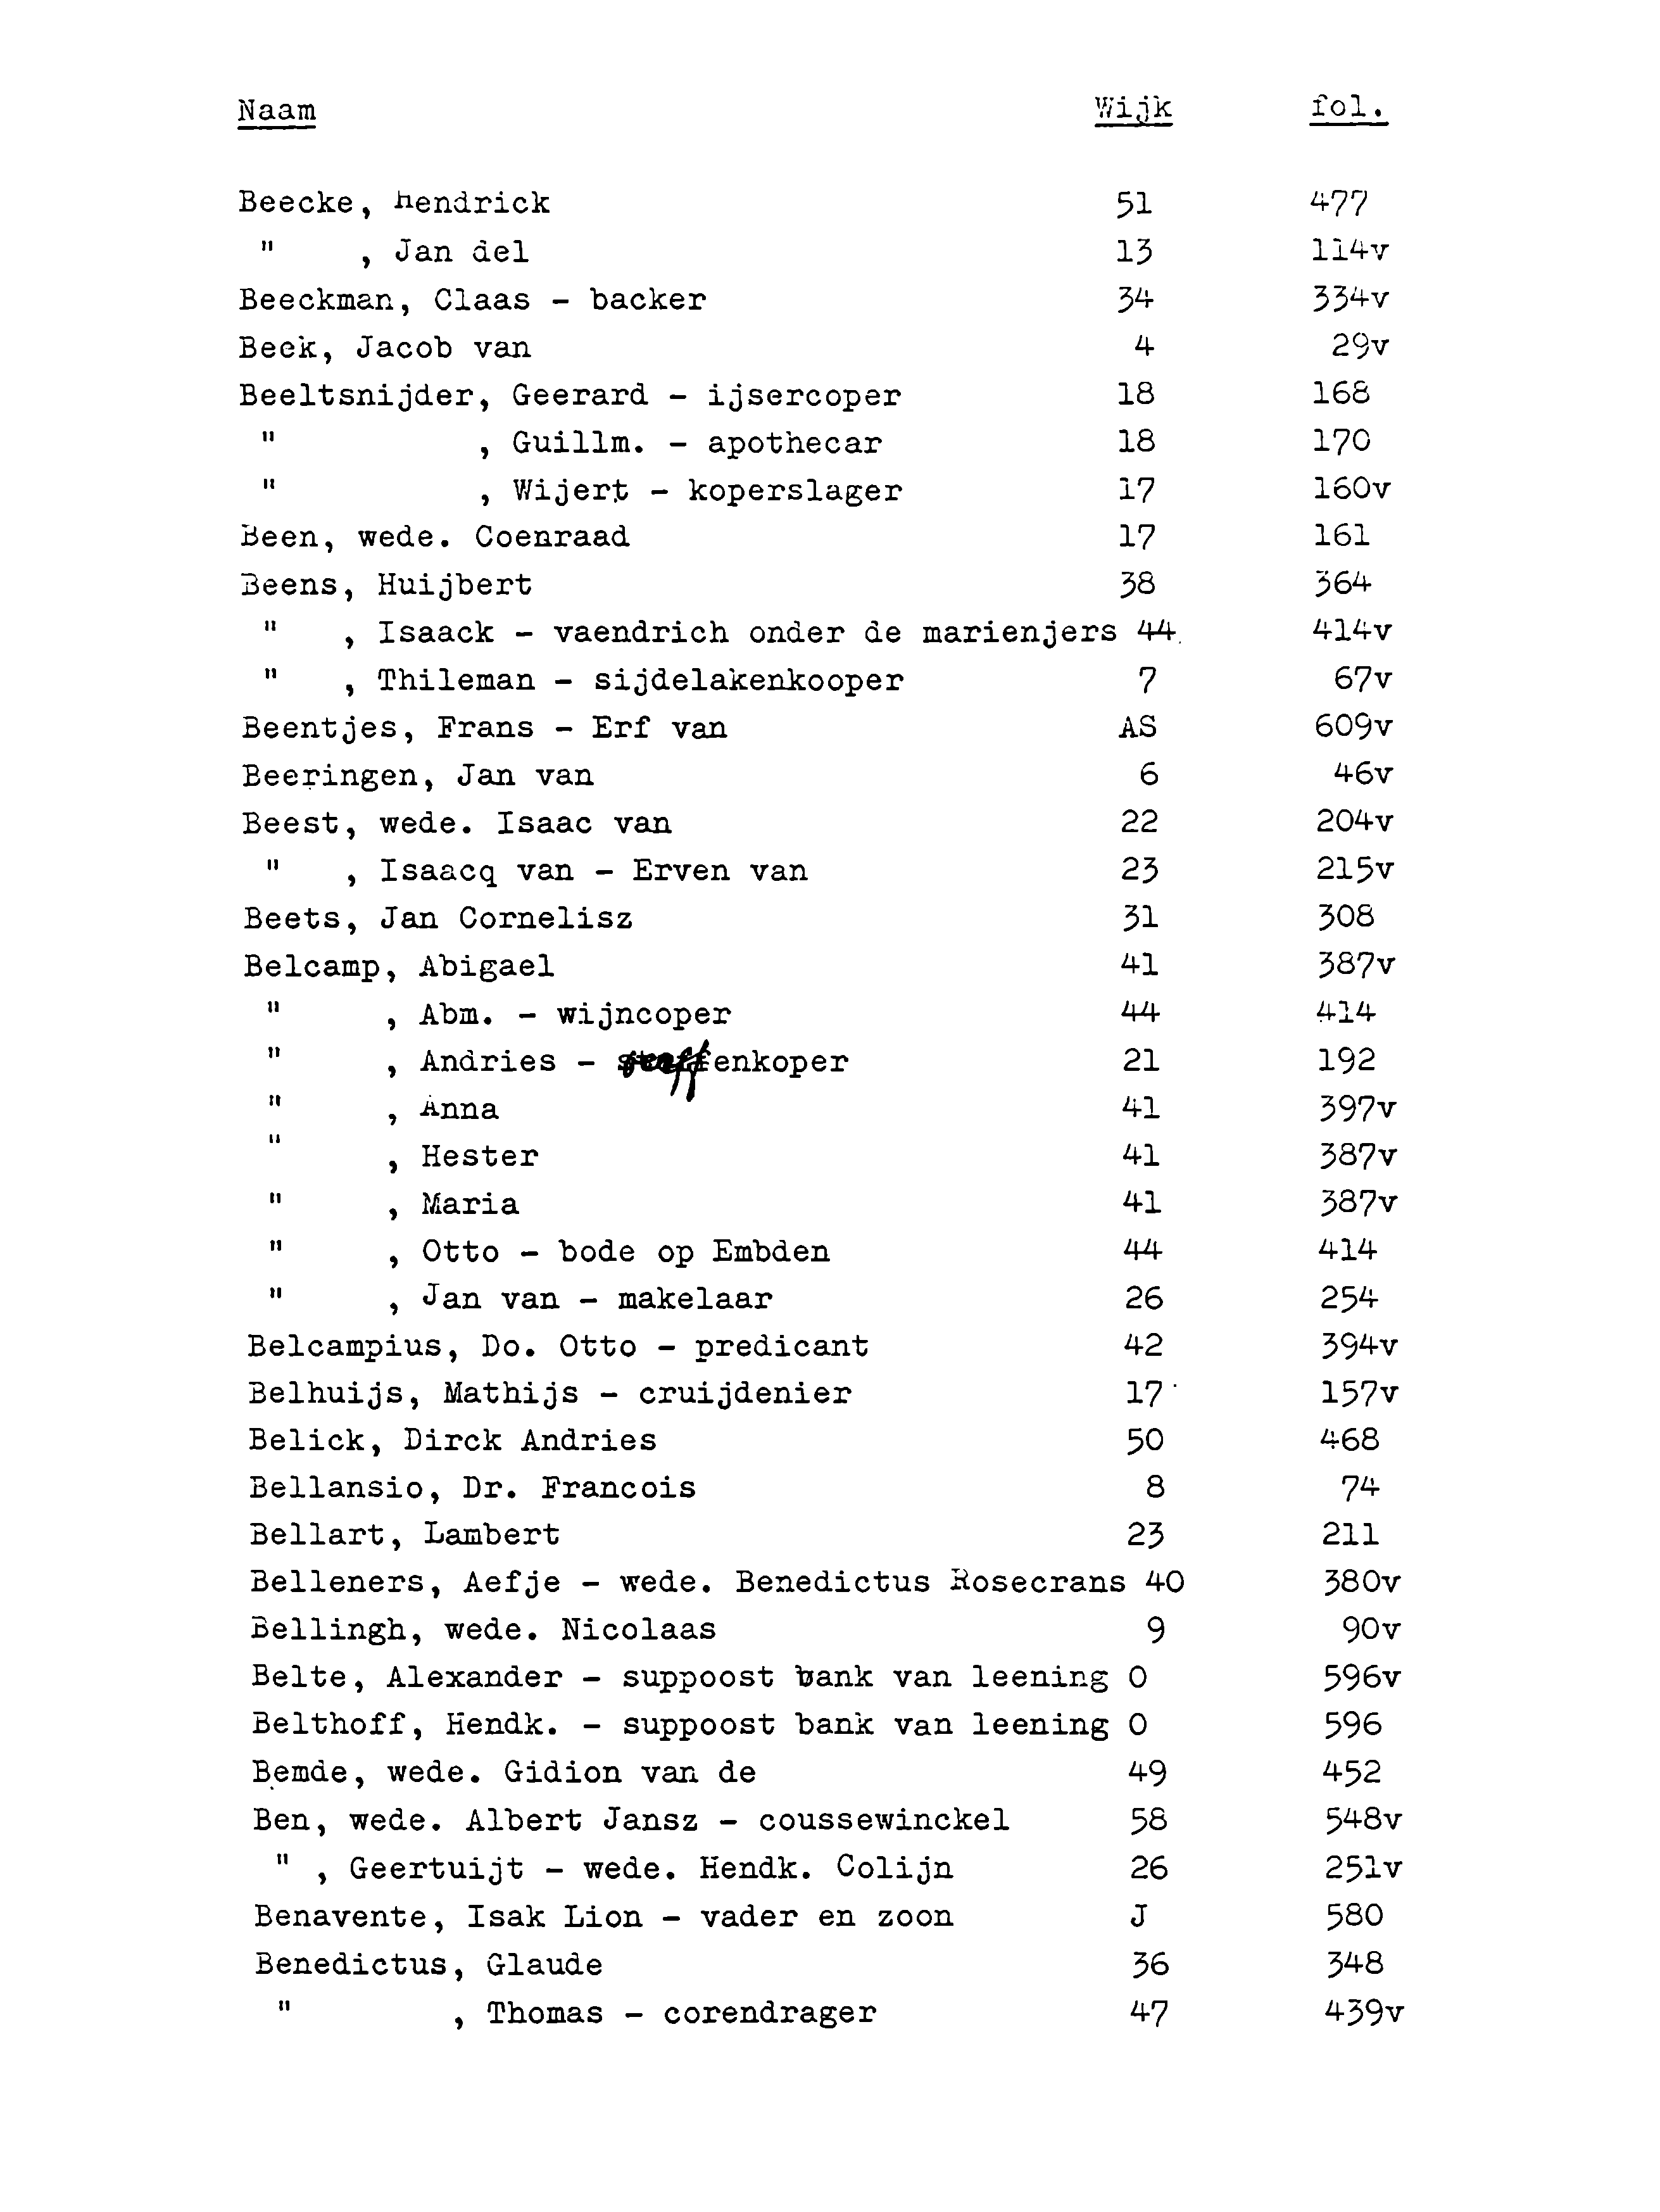 Naam Wijk fol.
Beecke, Hendrick 51 477
" , Jan del 13 114v
Beeckman, Claas - backer 34 334v
Beek, Jacob van 4 29v
Beeltsnijder, Geerard - ijsercoper 18 168
" , Guillm. - apothecar 18 170
" , Wijert - koperslager 17 160v
Been, wede. Coenraad 17 161
Beens, Huijbert 38 364
" , Isaack - vaendrich onder de marienjers 44 414v
" , Thileman - sijdelakenkooper 7 67v
Beentjes, Frans - Erf van AS 609v
Beeringen, Jan van 6 46v
Beest, wede. Isaac van 22 204v
" , Isaacq van - Erven van 23 215v
Beets, Jan Cornelisz 31 308
Belcamp, Abigael 41 387v
" , Abm. - wijncoper 44 414
" , Andries - 21 192
" , Anna 41 397v
" , Hester 41 387v
" , Maria 41 387v
" , Otto - bode op Embden 44 414
" , Jan van - makelaar 26 254
Belcampius, Do. Otto - predicant 42 394v
Belhuijs, Mathijs - cruijdenier 17 157v
Belick, Dirck Andries 50 468
Bellansio, Dr. Francois 8 74
Bellart, Lambert 23 211
Belleners, Aefje - wede. Benedictus Rosecrans 40 380v
Bellingh, wede. Nicolaas 9 90v
Belte, Alexander - suppoost bank van leening O 596v
Belthoff, Hendk. - suppoost bank van leening O 596
Bemde, wede. Gidion van de 49 452
Ben, wede. Albert Jansz - coussewinckel 58 548v
" , Geertuijt - wede. Hendk. Colijn 26 251v
Benavente, Isak Lion - vader en zoon J 580
Benedictus, Glaude 36 348
" , Thomas - corendrager 47 439v